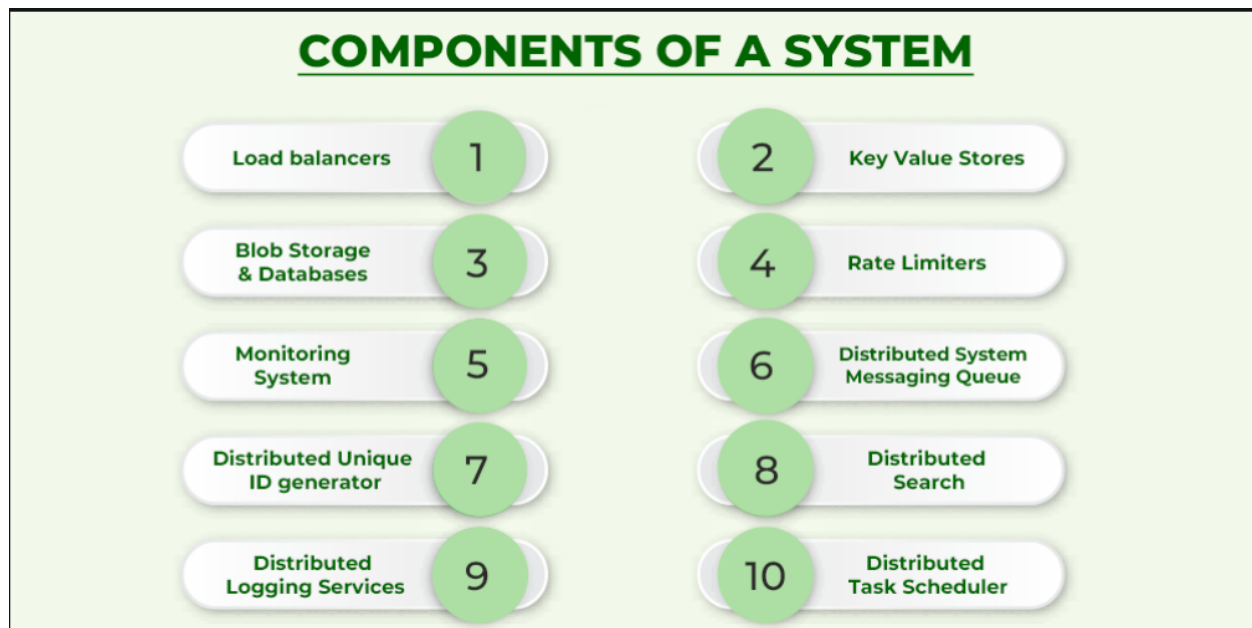 COMPONENTS OF A SYSTEM
Load balancers
1
2
Key Value Stores
Blob Storage
& Databases
3
4
Rate Limiters
Monitoring
System
5
6
Distributed System
Messaging Queue
Distributed Unique
ID generator
7
8
Distributed
Search
Distributed
Logging Services
9
10
Distributed
Task Scheduler